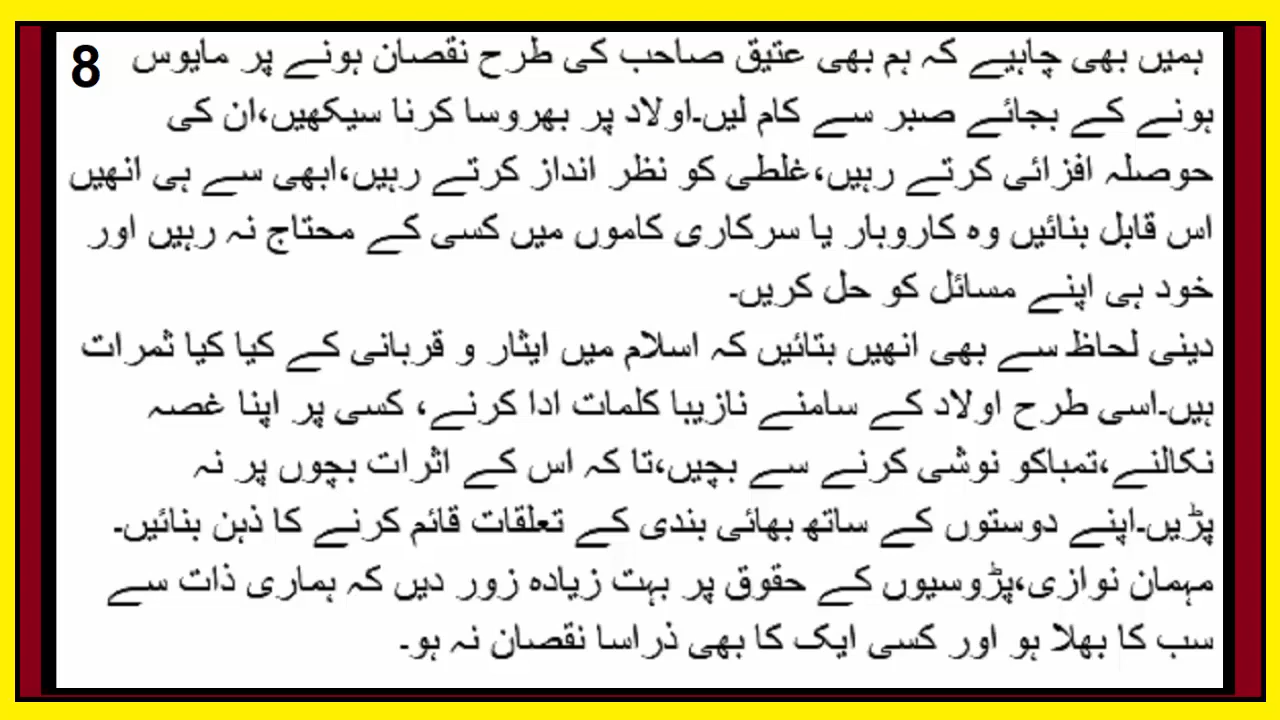 8
ہمیں بھی چاہیے کہ ہم بھی عتیق صاحب کی طرح نقصان ہونے پر مایوس
ہونے کے بجائے صبر سے کام لیں۔اولاد پر بھروسا کرنا سیکھیں،ان کی
حوصلہ افزائی کرتے رہیں،غلطی کو نظر انداز کرتے رہیں،ابھی سے ہی انھیں
اس قابل بنائیں وہ کاروبار یا سرکاری کاموں میں کسی کے محتاج نہ رہیں اور
خود ہی اپنے مسائل کو حل کریں۔
دینی لحاظ سے بھی انھیں بتائیں کہ اسلام میں ایثار و قربانی کے کیا کیا ثمرات
ہیں۔اسی طرح اولاد کے سامنے نازیبا کلمات ادا کرنے، کسی پر اپنا غصہ
نکالنے،تمباکو نوشی کرنے سے بچیں،تا کہ اس کے اثرات بچوں پر نہ
پڑیں۔اپنے دوستوں کے ساتھ بھائی بندی کے تعلقات قائم کرنے کا ذہن بنائیں۔
مہمان نوازی،پڑوسیوں کے حقوق پر بہت زیادہ زور دیں کہ ہماری ذات سے
سب کا بھلا ہو اور کسی ایک کا بھی ذراسا نقصان نہ ہو۔